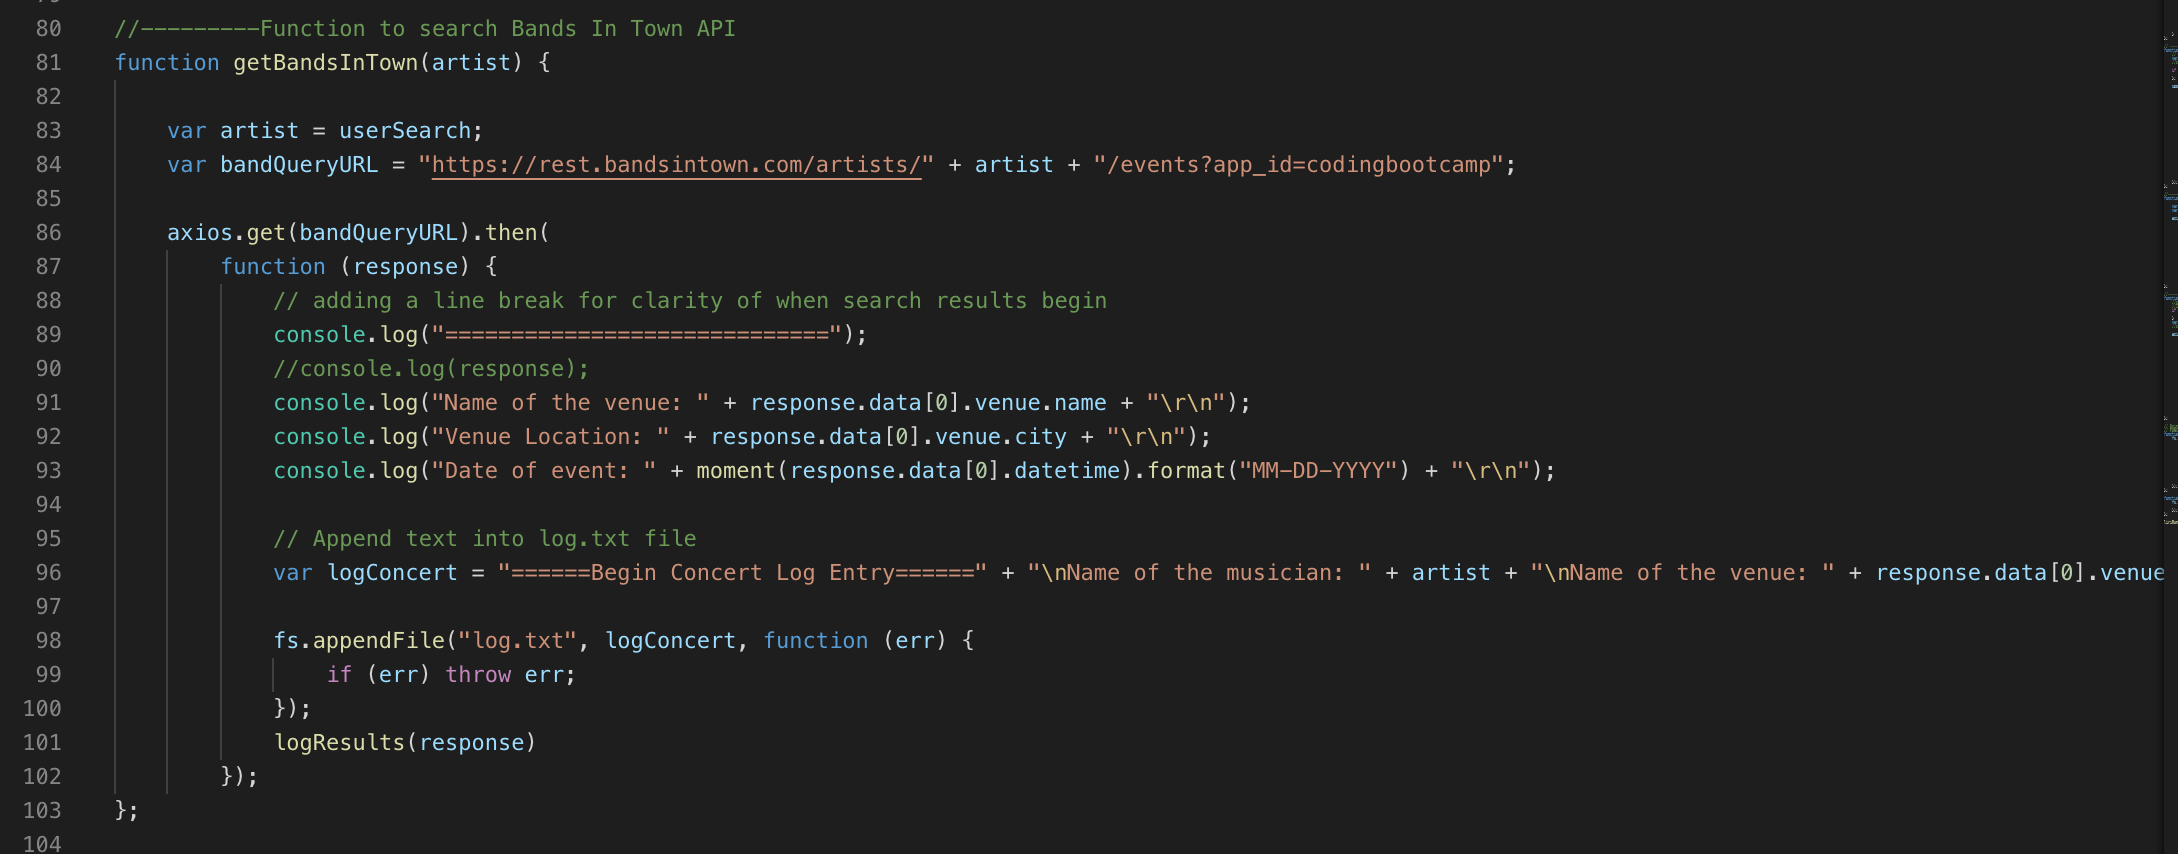 80 //---------Function to search Bands In Town API
81 function getBandsInTown(artist) {
82
83 var artist = userSearch;
84 var bandQueryURL = "https://rest.bandsintown.com/artists/" + artist + "/events?app_id=codingbootcamp";
85
86 axios.get(bandQueryURL).then(
87 function (response) {
88 // adding a line break for clarity of when search results begin
89 console.log("=============================");
90 //console.log(response);
91 console.log("Name of the venue: " + response.data[0].venue.name + "\r\n");
92 console.log("Venue Location: " + response.data[0].venue.city + "\r\n");
93 console.log("Date of event: " + moment(response.data[0].datetime).format("MM-DD-YYYY") + "\r\n");
94
95 // Append text into log.txt file
96 var logConcert = "======Begin Concert Log Entry======" + "\nName of the musician: " + artist + "\nName of the venue: " + response.data[0].venue
97
98 fs.appendFile("log.txt", logConcert, function (err) {
99 if (err) throw err;
100 });
101 logResults(response)
102 });
103 };
104